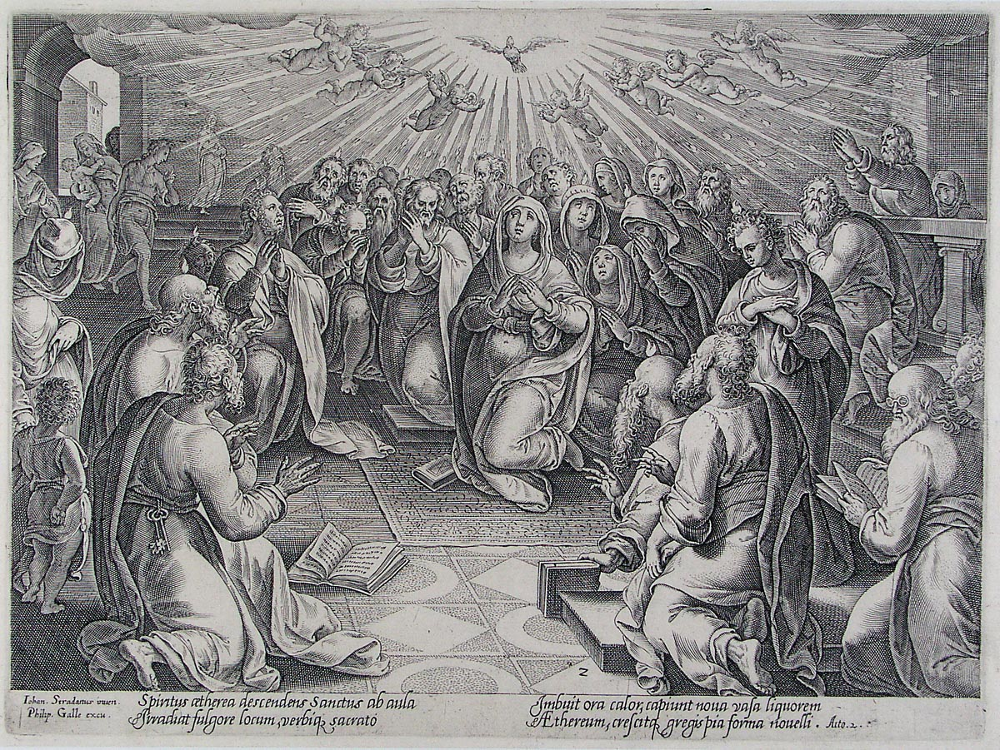 2
Iohan. Stradanus inuen.
Philip. Galle excu.
Spiritus ætherea descendens Sanctus ab aula
Irradiat fulgore locum, verbiq, sacrato
Imbuit ora calor, capiunt noua vasa liquorem
Æthereum, crescitq, gregis pia forma nouelli. Acto. 2.